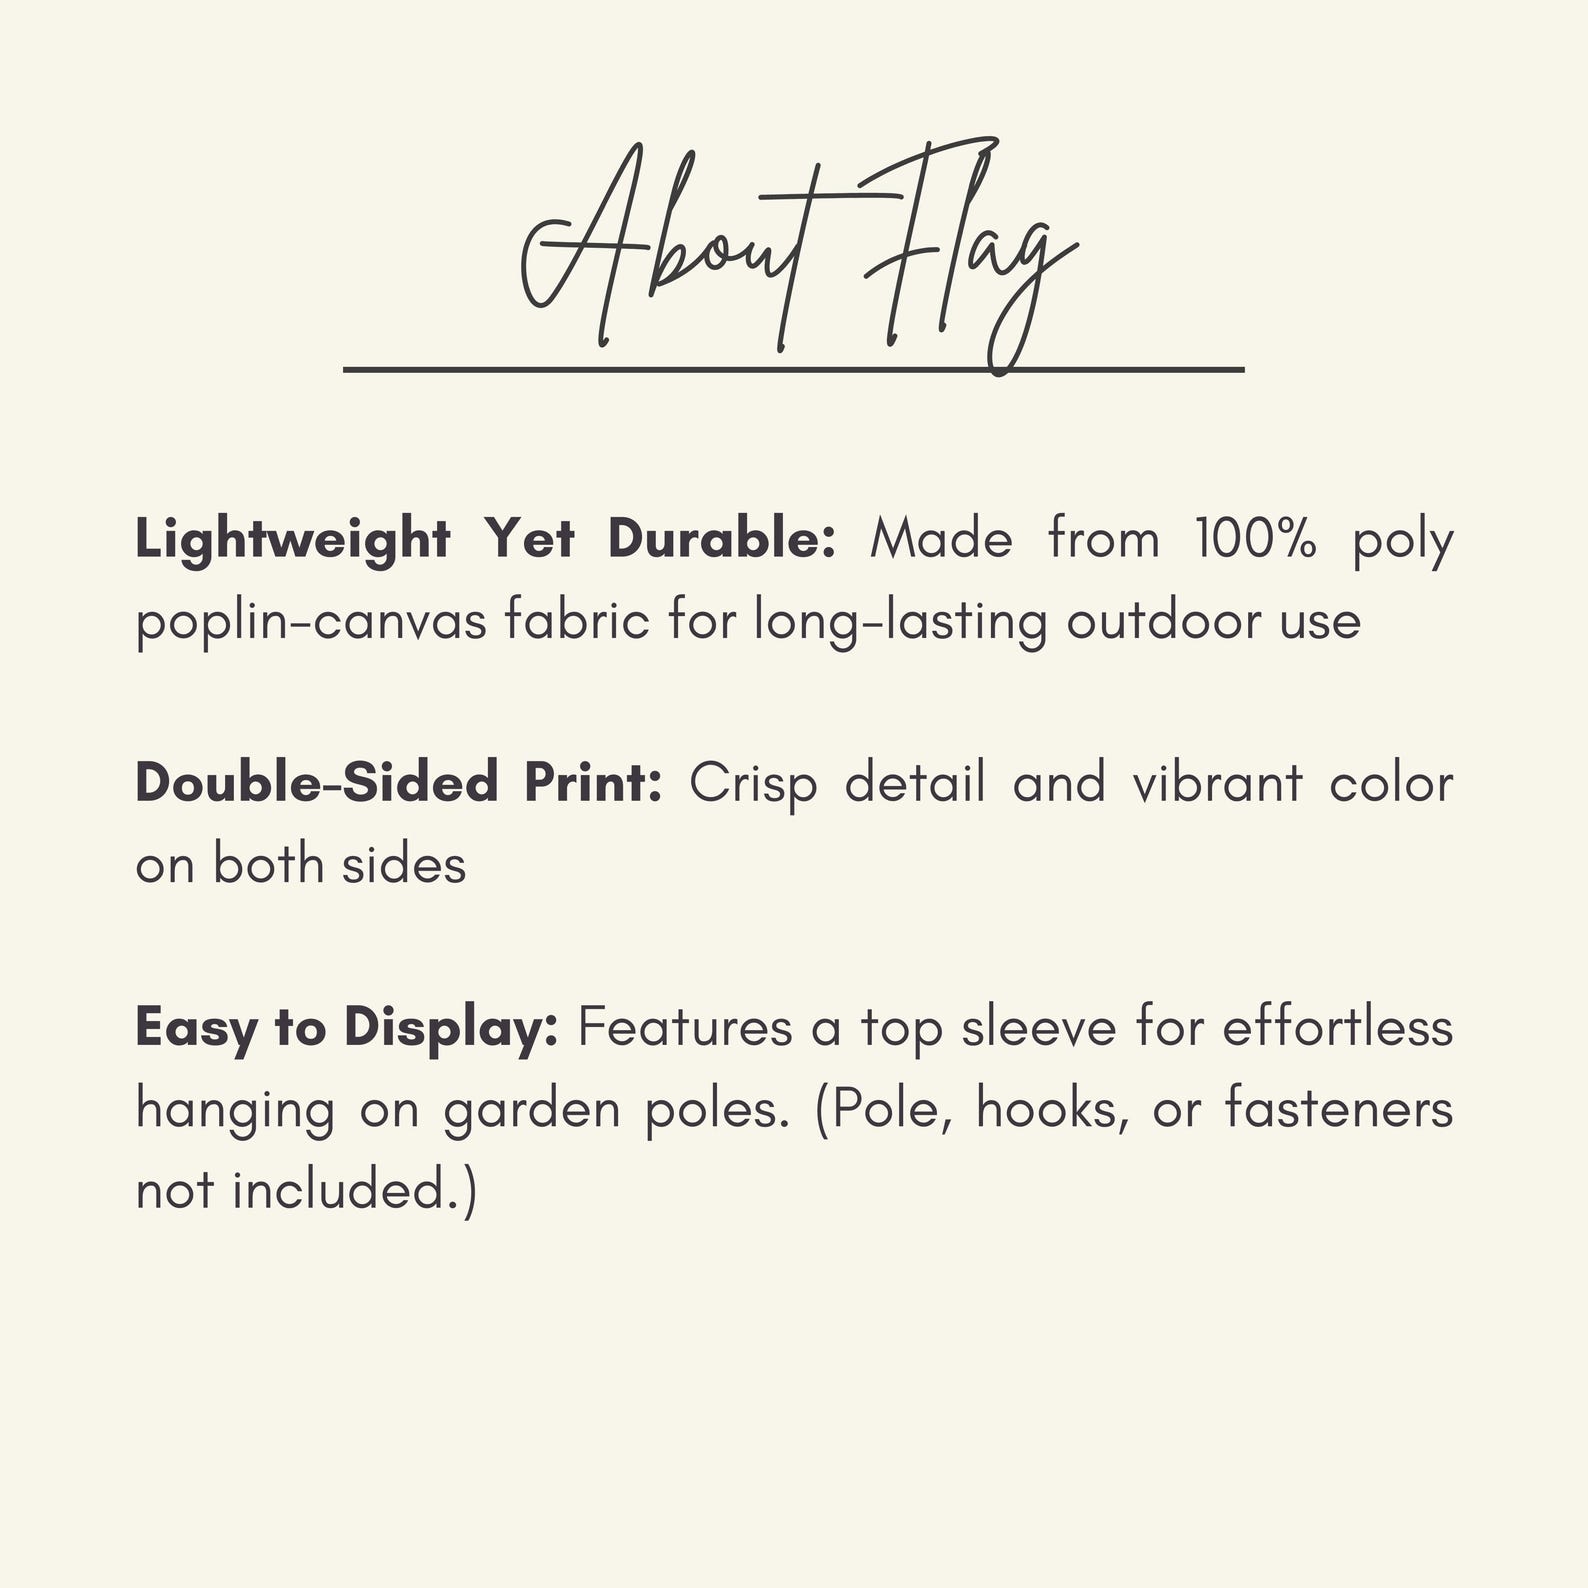 About Flag
Lightweight Yet Durable: Made from 100% poly
poplin-canvas fabric for long-lasting outdoor use
Double-Sided Print: Crisp detail and vibrant color
on both sides
Easy to Display: Features a top sleeve for effortless
hanging on garden poles. (Pole, hooks, or fasteners
not included.)